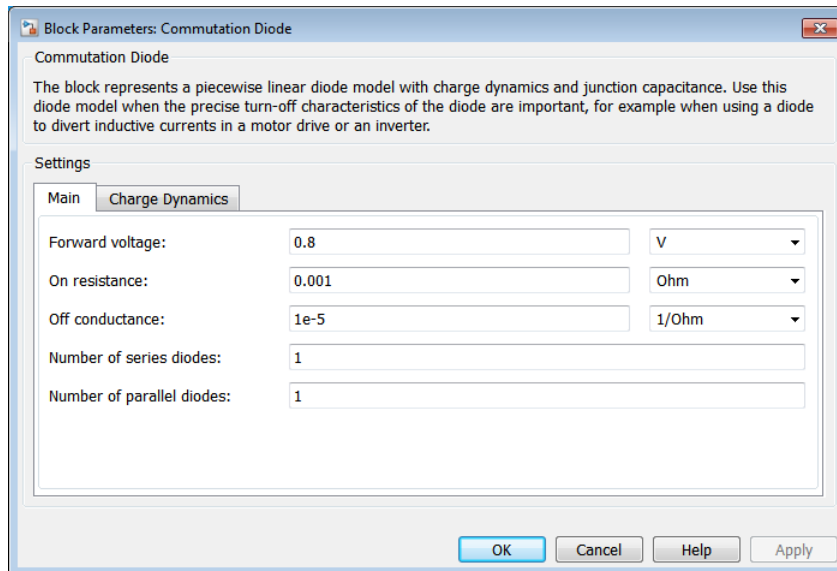 Block Parameters: Commutation Diode
Commutation Diode
The block represents a piecewise linear diode model with charge dynamics and junction capacitance. Use this
diode model when the precise turn-off characteristics of the diode are important, for example when using a diode
to divert inductive currents in a motor drive or an inverter.
Settings
Main Charge Dynamics
Forward voltage: 0.8 V
On resistance: 0.001 Ohm
Off conductance: 1e-5 1/Ohm
Number of series diodes: 1
Number of parallel diodes: 1
OK Cancel Help Apply